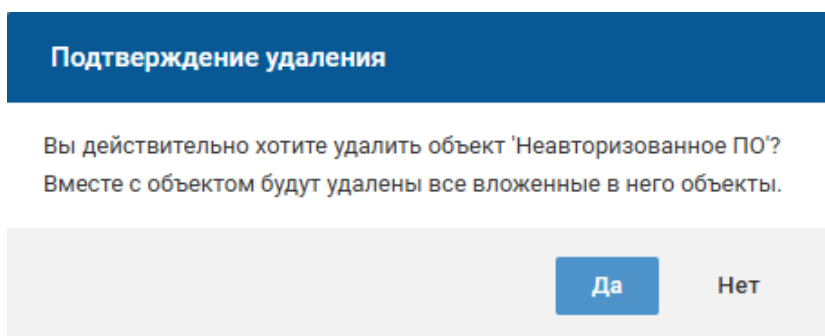 Подтверждение удаления
Вы действительно хотите удалить объект 'Неавторизованное ПО'?
Вместе с объектом будут удалены все вложенные в него объекты.
Да Нет